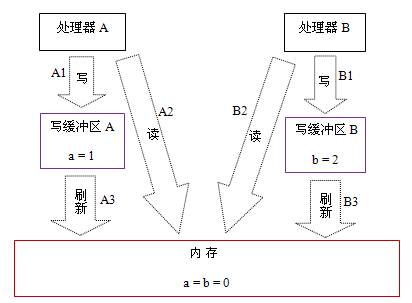 处理器 A
处理器 B
A1
写
A2
读
B2
读
写
B1
写缓冲区 A
a = 1
写缓冲区 B
b = 2
刷新
A3
刷新
B3
内 存
a = b = 0